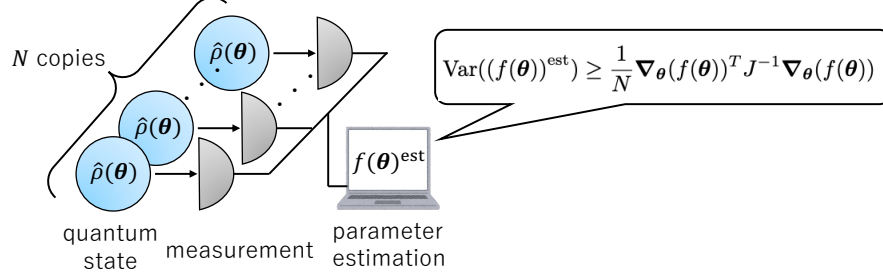 N copies
ρ̂(θ)
ρ̂(θ)
ρ̂(θ)
Var((f(θ))^est) ≥ 1/N ∇_θ(f(θ))^T J^−1 ∇_θ(f(θ))
f(θ)^est
quantum
state
measurement
parameter
estimation